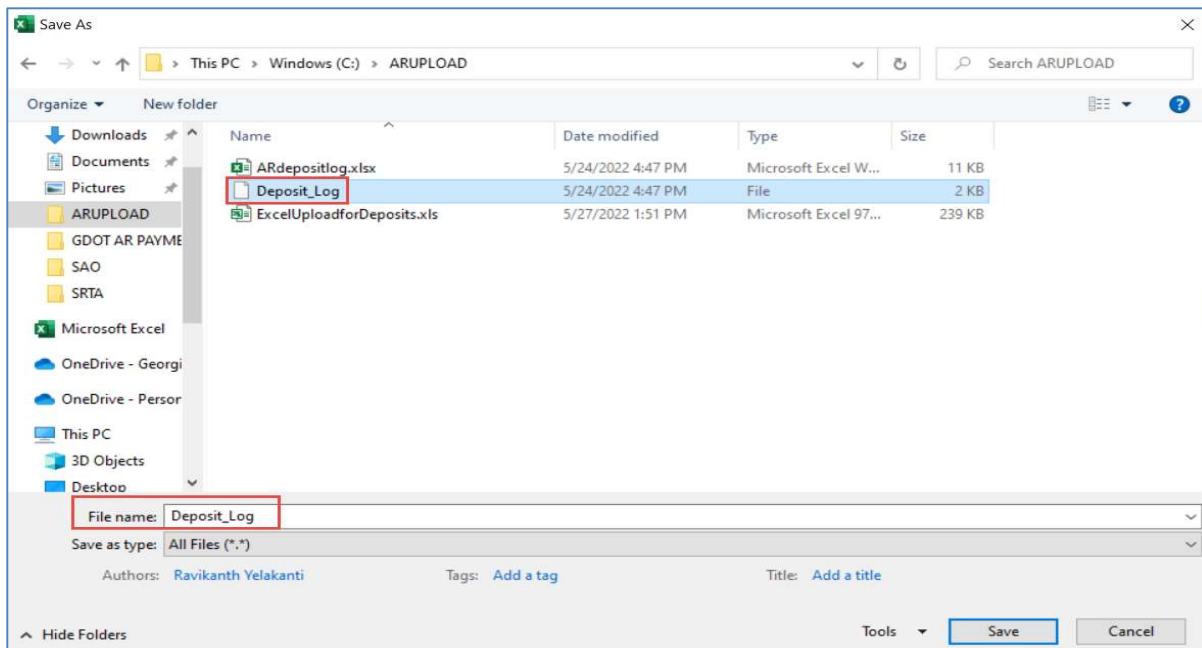 Save As
This PC > Windows (C:) > ARUPLOAD
Search ARUPLOAD
Organize
New folder
Name Date modified Type Size
Downloads
Documents
Pictures
ARUPLOAD
GDOT AR PAYME
SAO
SRTA
Microsoft Excel
OneDrive - Georgi
OneDrive - Person
This PC
3D Objects
Desktop
ARdepositlog.xlsx 5/24/2022 4:47 PM Microsoft Excel W... 11 KB
Deposit_Log 5/24/2022 4:47 PM File 2 KB
ExcelUploadforDeposits.xls 5/27/2022 1:51 PM Microsoft Excel 97... 239 KB
File name: Deposit_Log
Save as type: All Files (*.*)
Authors: Ravikanth Yelakanti Tags: Add a tag Title: Add a title
Hide Folders Tools Save Cancel